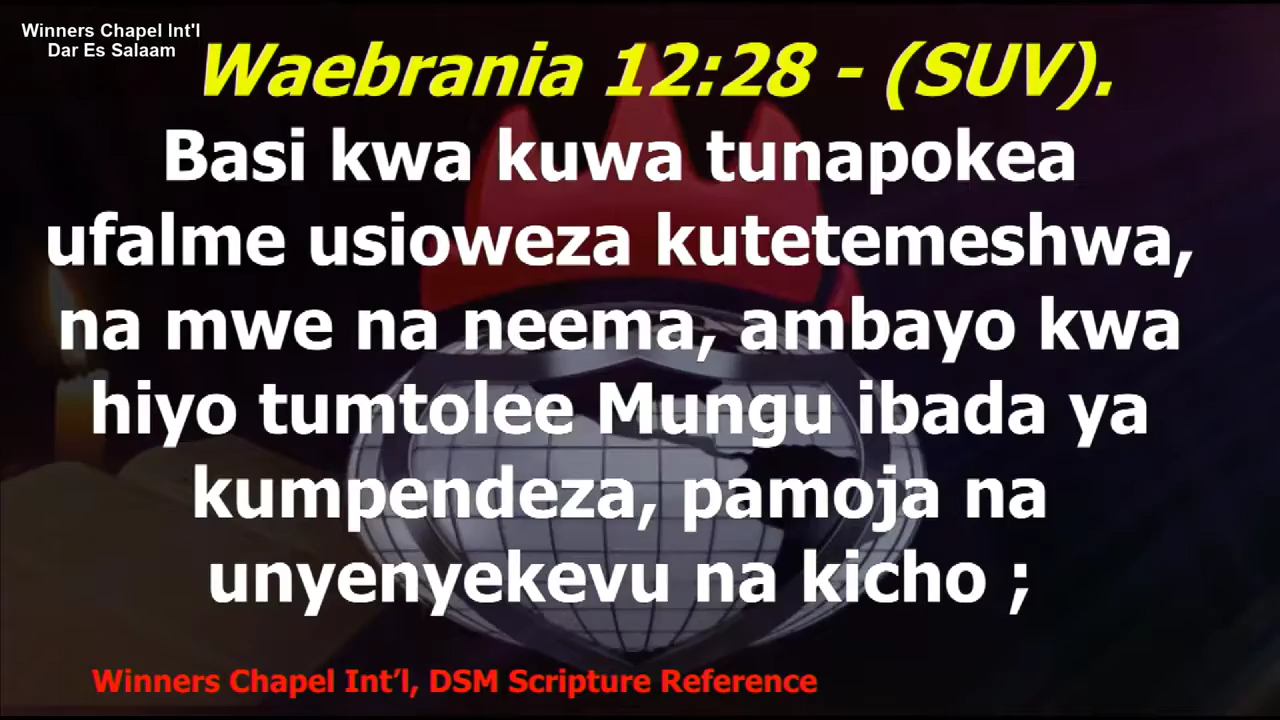 Winners Chapel Int'l
Dar Es Salaam
Waebrania 12:28 - (SUV).
Basi kwa kuwa tunapokea
ufalme usioweza kutetemeshwa,
na mwe na neema, ambayo kwa
hiyo tumtolee Mungu ibada ya
kumpendeza, pamoja na
unyenyekevu na kicho ;
Winners Chapel Int’l, DSM Scripture Reference